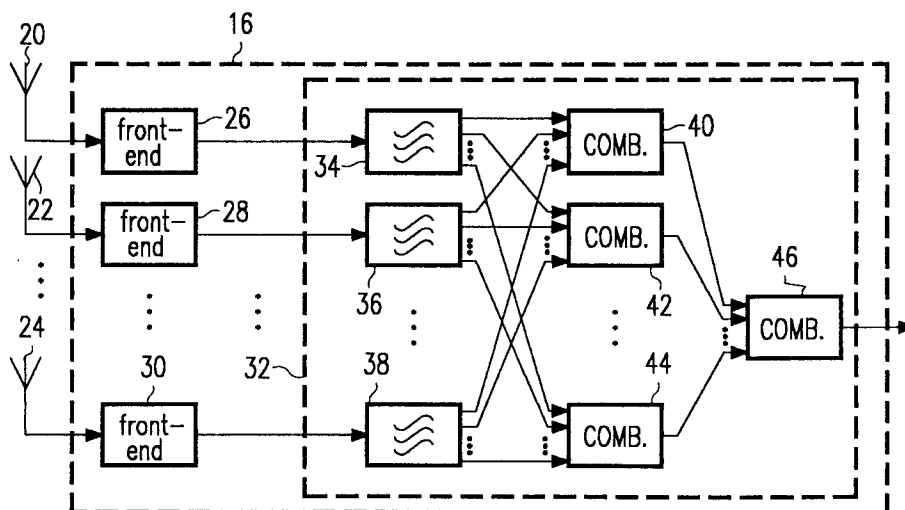 20
16
front-
end
26
34
COMB.
40
22
front-
end
28
36
COMB.
42
46
COMB.
24
30
front-
end
32
38
44
COMB.